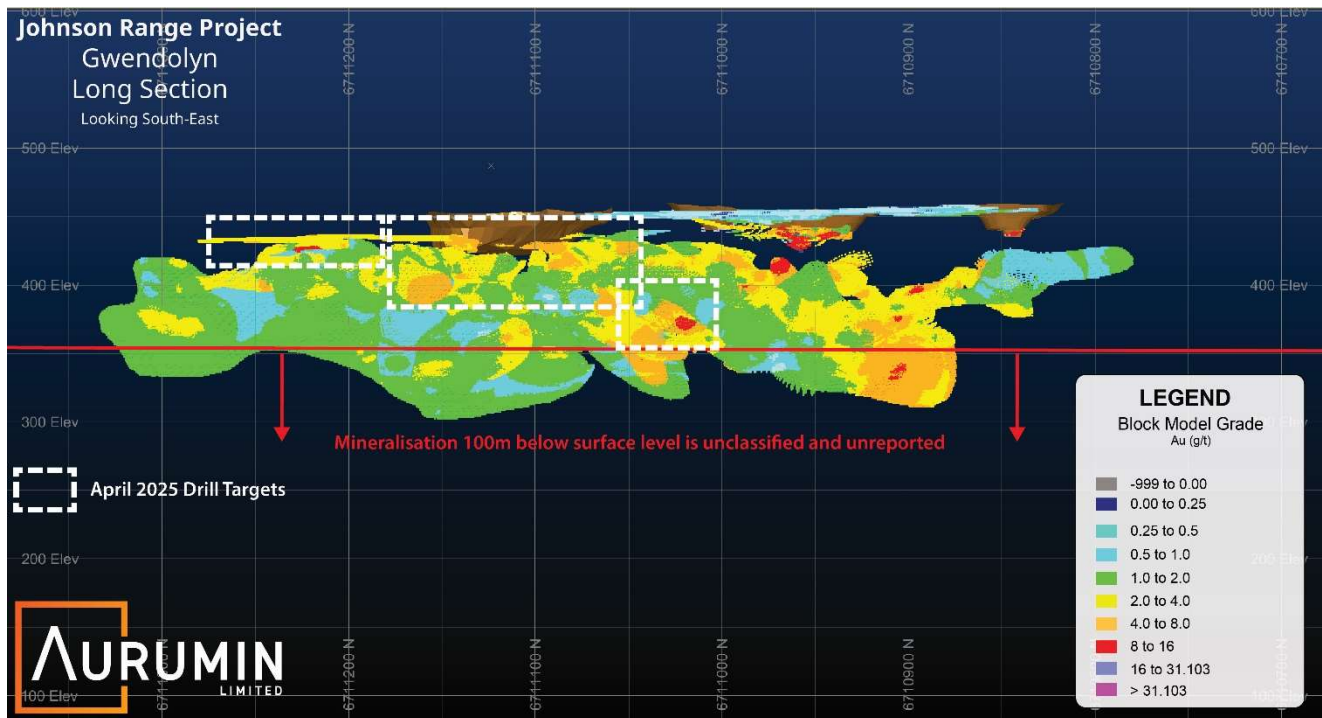 600 Elev
600 Elev
Johnson Range Project
Gwendolyn
Long Section
Looking South-East
6711200 N
6711100 N
6711000 N
6710900 N
6710800 N
6710700 N
500 Elev
500 Elev
400 Elev
400 Elev
300 Elev
Mineralisation 100m below surface level is unclassified and unreported
April 2025 Drill Targets
200 Elev
LEGEND
Block Model Grade
Au (g/t)
-999 to 0.00
0.00 to 0.25
0.25 to 0.5
0.5 to 1.0
1.0 to 2.0
2.0 to 4.0
4.0 to 8.0
8 to 16
16 to 31.103
> 31.103
AURUMIN
LIMITED
100 Elev
6711200 N
6711100 N
6711000 N
6710900 N
6710800 N